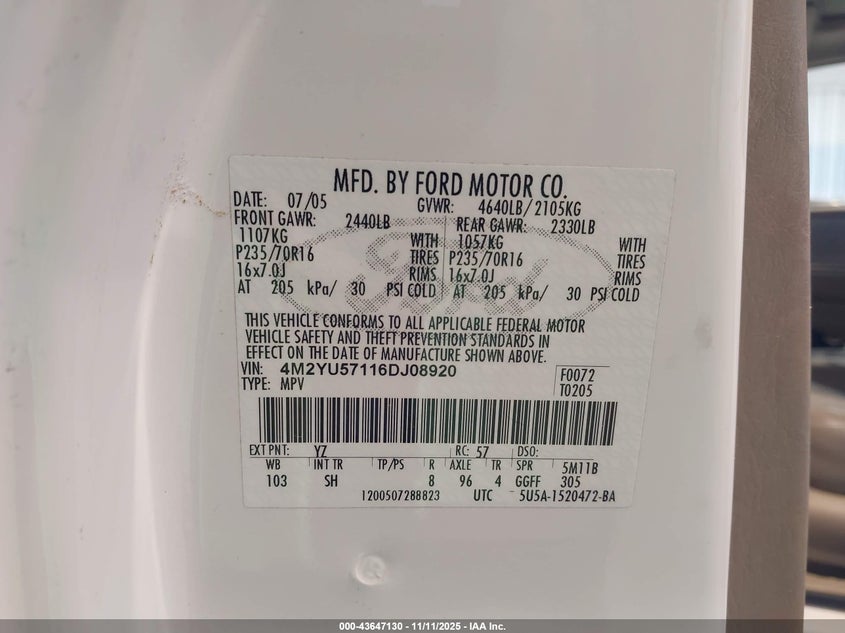 MFD. BY FORD MOTOR CO.
DATE: 07/05 GVWR: 4640LB/2105KG
FRONT GAWR: 2440LB REAR GAWR: 2330LB
1107KG WITH 1057KG WITH
P235/70R16 TIRES P235/70R16 TIRES
16x7.0J RIMS 16x7.0J RIMS
AT 205 kPa/ 30 PSI COLD AT 205 kPa/ 30 PSI COLD
Ford
THIS VEHICLE CONFORMS TO ALL APPLICABLE FEDERAL MOTOR
VEHICLE SAFETY AND THEFT PREVENTION STANDARDS IN
EFFECT ON THE DATE OF MANUFACTURE SHOWN ABOVE.
VIN: 4M2YU57116DJ08920 F0072
TYPE: MPV T0205
EXT PNT: YZ RC: 57 DSO:
WB INT TR TP/PS R AXLE TR SPR 5M11B
103 SH 8 96 4 GGFF 305
1200507288823 UTC 5U5A-1520472-BA
000-43647130 - 11/11/2025 - IAA Inc.